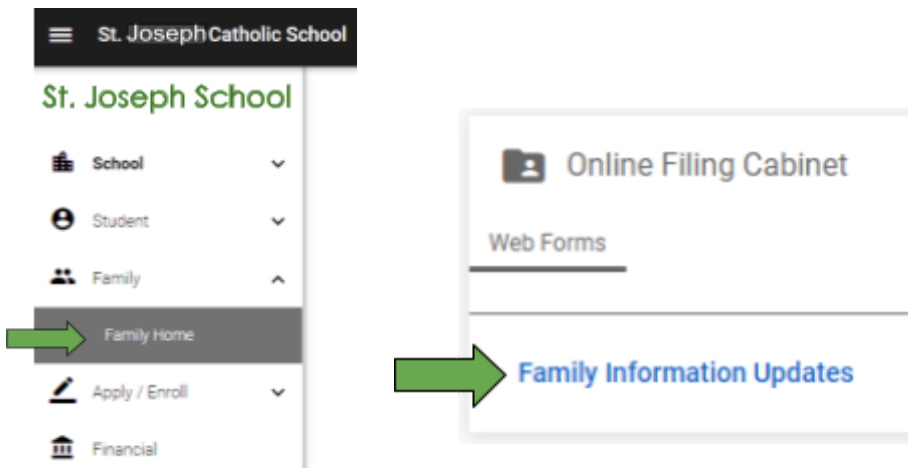 St. Joseph Catholic School
St. Joseph School
School
Student
Family
Family Home
Apply / Enroll
Financial
Online Filing Cabinet
Web Forms
Family Information Updates